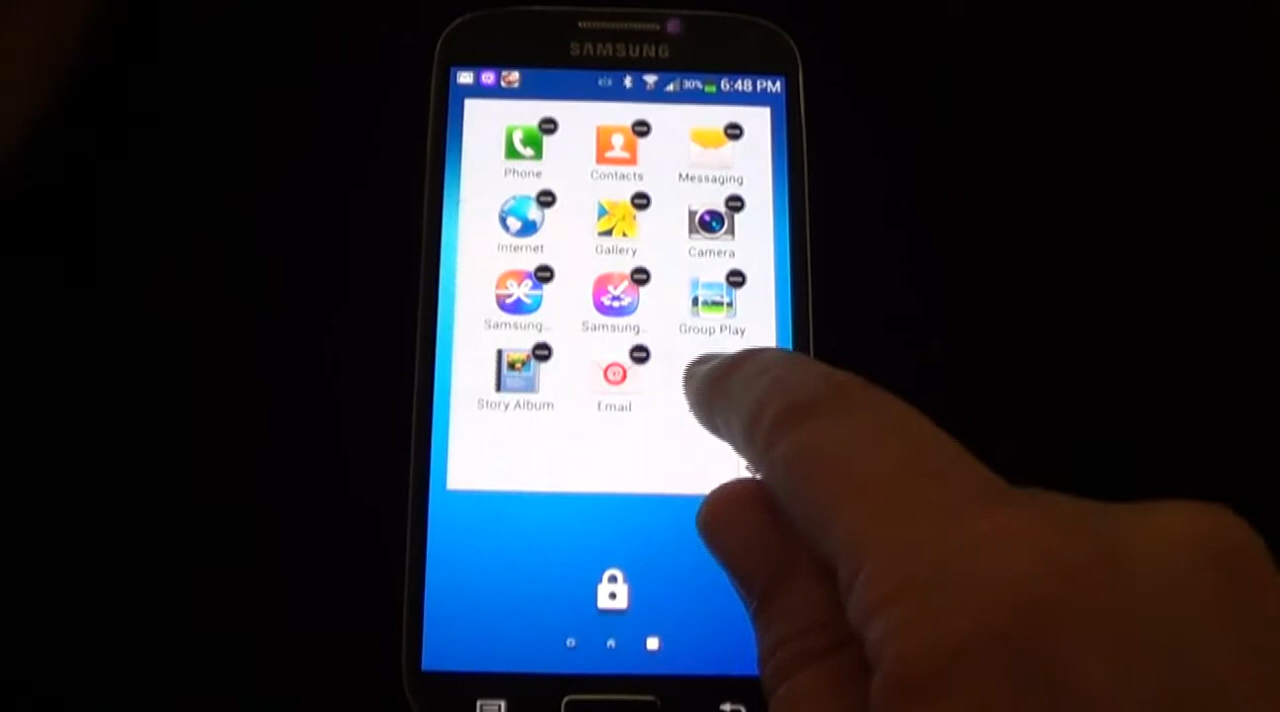 SAMSUNG
30% 6:48 PM
Phone Contacts Messaging
Internet Gallery Camera
Samsung... Samsung... Group Play
Story Album Email